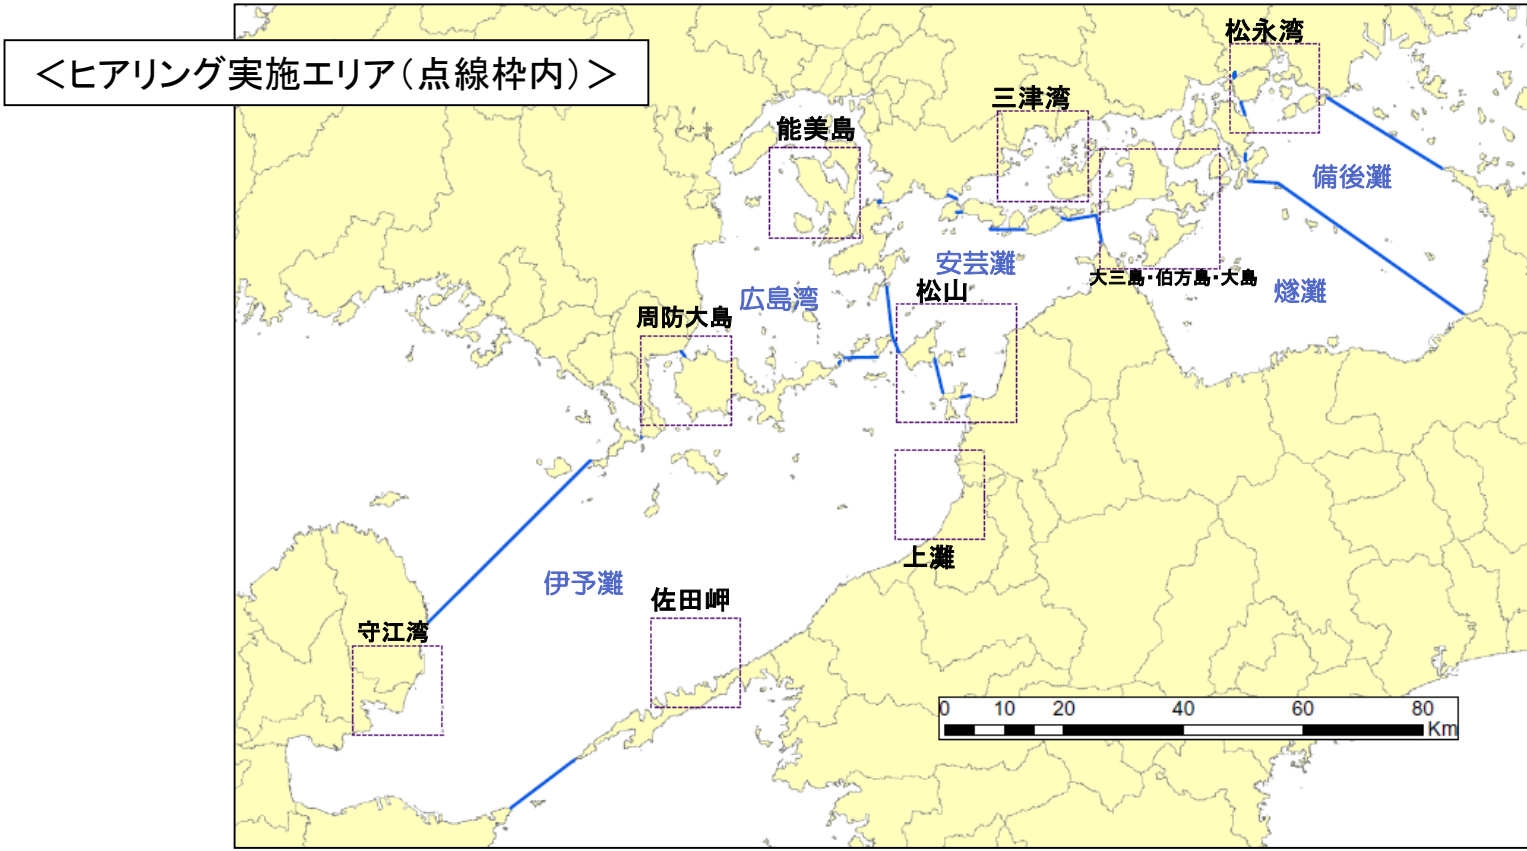 <ヒアリング実施エリア(点線枠内)>
松永湾
三津湾
能美島
備後灘
安芸灘
大三島・伯方島・大島
燧灘
広島湾
松山
周防大島
上灘
伊予灘
佐田岬
守江湾
0 10 20 40 60 80
Km